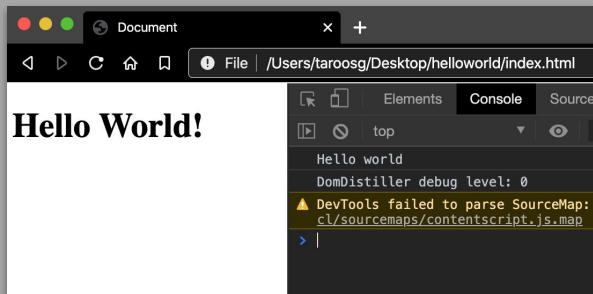 Document
File | /Users/taroosg/Desktop/helloworld/index.html
Elements Console Source
top
Hello World!
Hello world
DomDistiller debug level: 0
DevTools failed to parse SourceMap:
cl/sourcemaps/contentscript.js.map